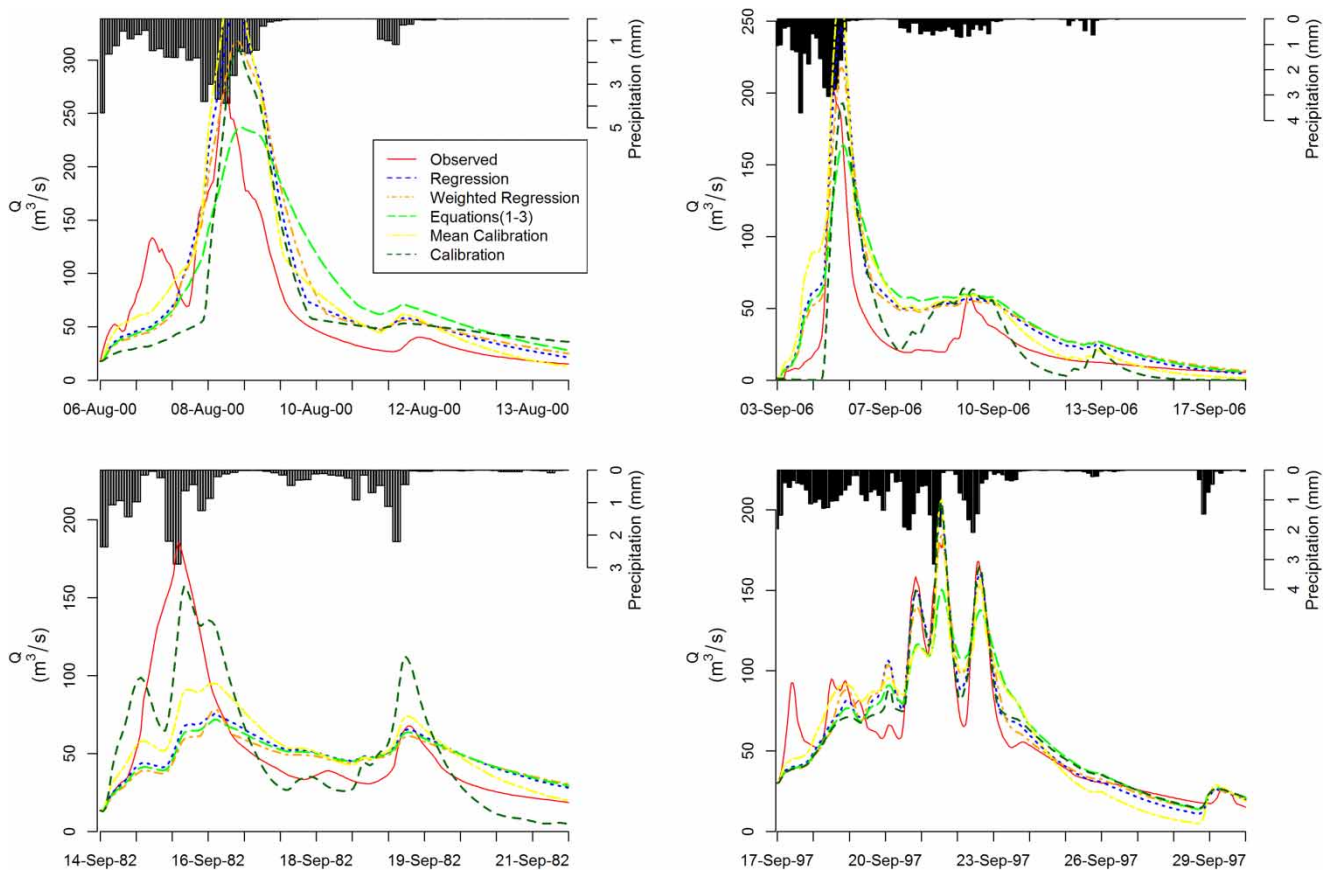 0
50
100
150
200
250
300
Q
(m³/s)
06-Aug-00
08-Aug-00
10-Aug-00
12-Aug-00
13-Aug-00
1
3
5
Precipitation (mm)
Observed
Regression
Weighted Regression
Equations(1-3)
Mean Calibration
Calibration
0
50
100
150
200
250
Q
(m³/s)
03-Sep-06
07-Sep-06
10-Sep-06
13-Sep-06
17-Sep-06
0
1
2
3
4
Precipitation (mm)
0
50
100
150
200
Q
(m³/s)
14-Sep-82
16-Sep-82
18-Sep-82
19-Sep-82
21-Sep-82
0
1
2
3
Precipitation (mm)
0
50
100
150
200
Q
(m³/s)
17-Sep-97
20-Sep-97
23-Sep-97
26-Sep-97
29-Sep-97
0
1
2
3
4
Precipitation (mm)